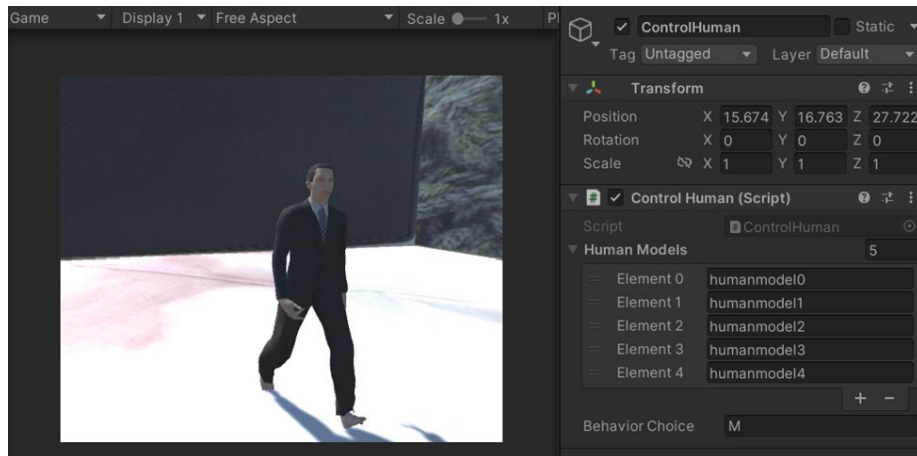 Game Display 1 Free Aspect Scale 1x Pl
ControlHuman Static
Tag Untagged Layer Default
Transform
Position X 15.674 Y 16.763 Z 27.722
Rotation X 0 Y 0 Z 0
Scale X 1 Y 1 Z 1
# Control Human (Script)
Script ControlHuman
Human Models 5
Element 0 humanmodel0
Element 1 humanmodel1
Element 2 humanmodel2
Element 3 humanmodel3
Element 4 humanmodel4
+ −
Behavior Choice M